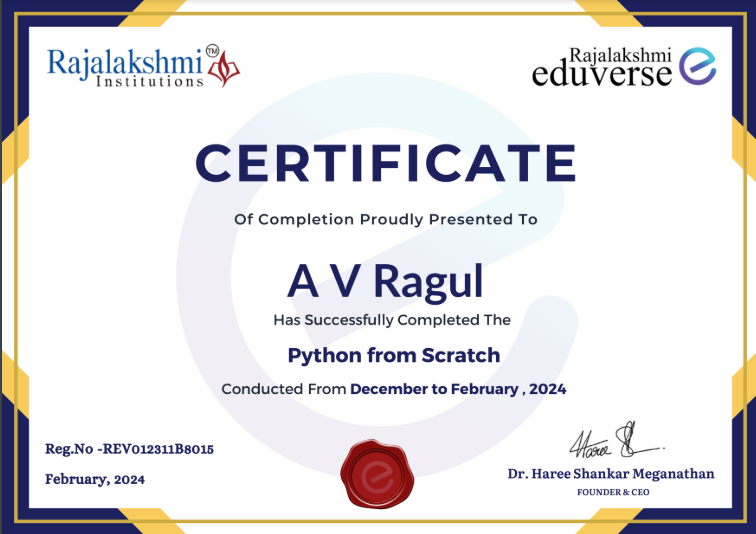 Rajalakshmi TM
Institutions
Rajalakshmi
eduverse
CERTIFICATE
Of Completion Proudly Presented To
A V Ragul
Has Successfully Completed The
Python from Scratch
Conducted From December to February , 2024
Reg.No -REV012311B8015
February, 2024
Haree
Dr. Haree Shankar Meganathan
FOUNDER & CEO